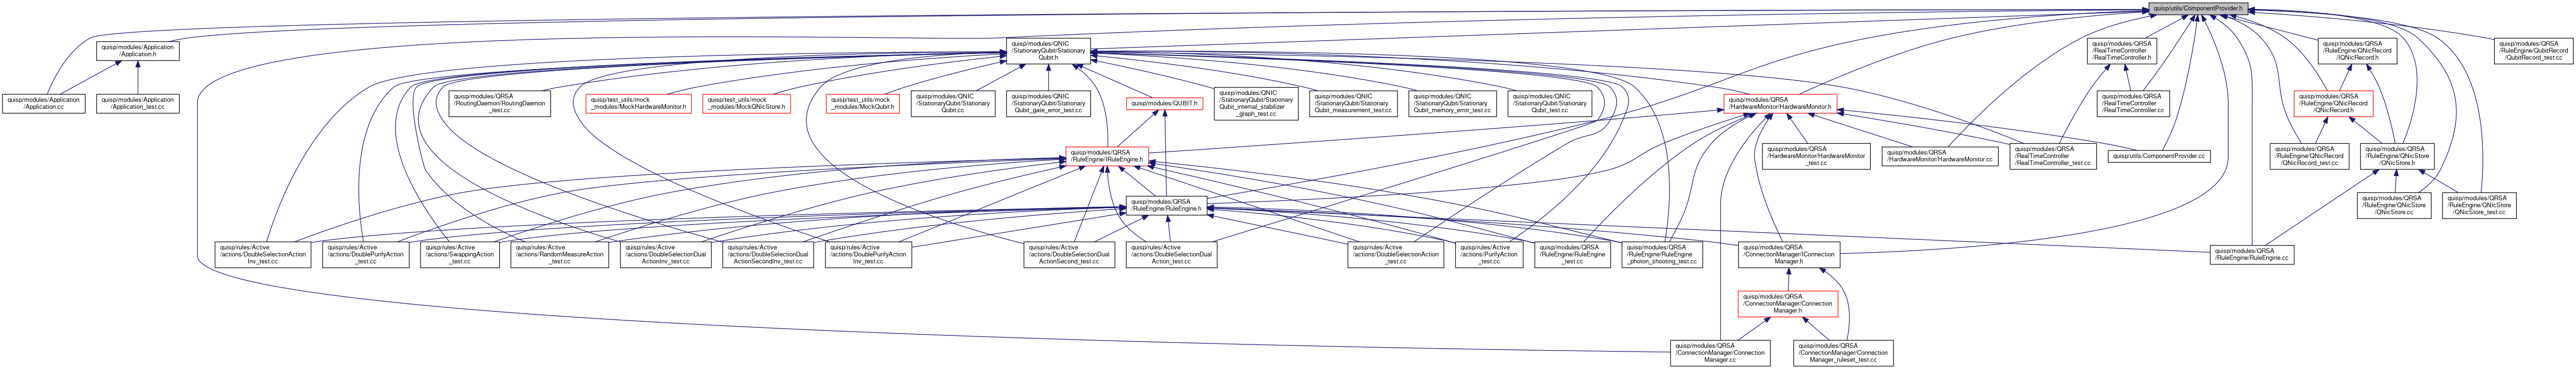 quisp/utils/ComponentProvider.h
quisp/modules/Application
/Application.h
quisp/modules/QNIC
/StationaryQubit/Stationary
Qubit.h
quisp/modules/QRSA
/RealTimeController
/RealTimeController.h
quisp/modules/QRSA
/RuleEngine/QNicRecord
/IQNicRecord.h
quisp/modules/QRSA
/RuleEngine/QubitRecord
/QubitRecord_test.cc
quisp/modules/Application
/Application.cc
quisp/modules/Application
/Application_test.cc
quisp/modules/QRSA
/RoutingDaemon/RoutingDaemon
_test.cc
quisp/test_utils/mock
_modules/MockHardwareMonitor.h
quisp/test_utils/mock
_modules/MockQNicStore.h
quisp/test_utils/mock
_modules/MockQubit.h
quisp/modules/QNIC
/StationaryQubit/Stationary
Qubit.cc
quisp/modules/QNIC
/StationaryQubit/Stationary
Qubit_gate_error_test.cc
quisp/modules/QUBIT.h
quisp/modules/QNIC
/StationaryQubit/Stationary
Qubit_internal_stabilizer
_graph_test.cc
quisp/modules/QNIC
/StationaryQubit/Stationary
Qubit_measurement_test.cc
quisp/modules/QNIC
/StationaryQubit/Stationary
Qubit_memory_error_test.cc
quisp/modules/QNIC
/StationaryQubit/Stationary
Qubit_test.cc
quisp/modules/QRSA
/HardwareMonitor/HardwareMonitor.h
quisp/modules/QRSA
/RealTimeController
/RealTimeController.cc
quisp/modules/QRSA
/RuleEngine/QNicRecord
/QNicRecord.h
quisp/modules/QRSA
/RuleEngine/IRuleEngine.h
quisp/modules/QRSA
/HardwareMonitor/HardwareMonitor
_test.cc
quisp/modules/QRSA
/HardwareMonitor/HardwareMonitor.cc
quisp/modules/QRSA
/RealTimeController
/RealTimeController_test.cc
quisp/utils/ComponentProvider.cc
quisp/modules/QRSA
/RuleEngine/QNicRecord
/QNicRecord_test.cc
quisp/modules/QRSA
/RuleEngine/QNicStore
/QNicStore.h
quisp/modules/QRSA
/RuleEngine/RuleEngine.h
quisp/modules/QRSA
/RuleEngine/QNicStore
/QNicStore.cc
quisp/modules/QRSA
/RuleEngine/QNicStore
/QNicStore_test.cc
quisp/rules/Active
/actions/DoubleSelectionAction
Inv_test.cc
quisp/rules/Active
/actions/DoublePurifyAction
_test.cc
quisp/rules/Active
/actions/SwappingAction
_test.cc
quisp/rules/Active
/actions/RandomMeasureAction
_test.cc
quisp/rules/Active
/actions/DoubleSelectionDual
ActionInv_test.cc
quisp/rules/Active
/actions/DoubleSelectionDual
ActionSecondInv_test.cc
quisp/rules/Active
/actions/DoublePurifyAction
Inv_test.cc
quisp/rules/Active
/actions/DoubleSelectionDual
ActionSecond_test.cc
quisp/rules/Active
/actions/DoubleSelectionDual
Action_test.cc
quisp/rules/Active
/actions/DoubleSelectionAction
_test.cc
quisp/rules/Active
/actions/PurifyAction
_test.cc
quisp/modules/QRSA
/RuleEngine/RuleEngine
_test.cc
quisp/modules/QRSA
/RuleEngine/RuleEngine
_photon_shooting_test.cc
quisp/modules/QRSA
/ConnectionManager/IConnection
Manager.h
quisp/modules/QRSA
/RuleEngine/RuleEngine.cc
quisp/modules/QRSA
/ConnectionManager/Connection
Manager.h
quisp/modules/QRSA
/ConnectionManager/Connection
Manager.cc
quisp/modules/QRSA
/ConnectionManager/Connection
Manager_ruleset_test.cc